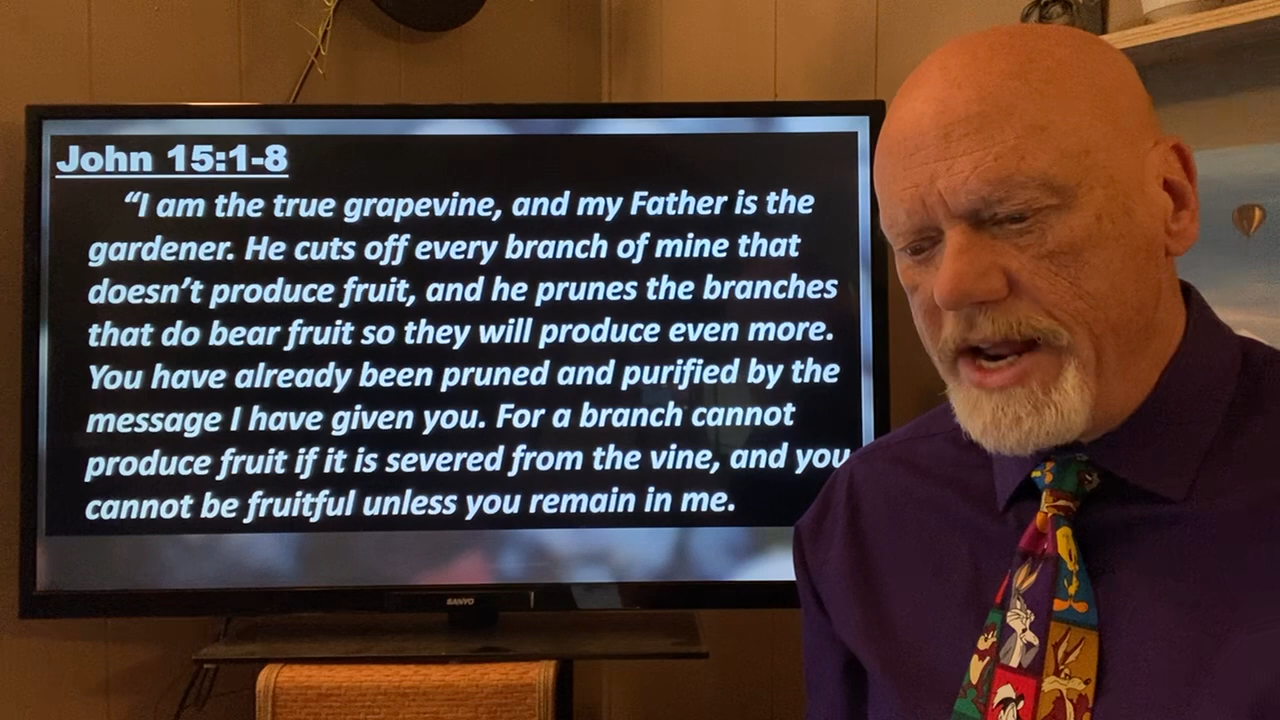 John 15:1-8
“I am the true grapevine, and my Father is the
gardener. He cuts off every branch of mine that
doesn’t produce fruit, and he prunes the branches
that do bear fruit so they will produce even more.
You have already been pruned and purified by the
message I have given you. For a branch cannot
produce fruit if it is severed from the vine, and you
cannot be fruitful unless you remain in me.
SANYO